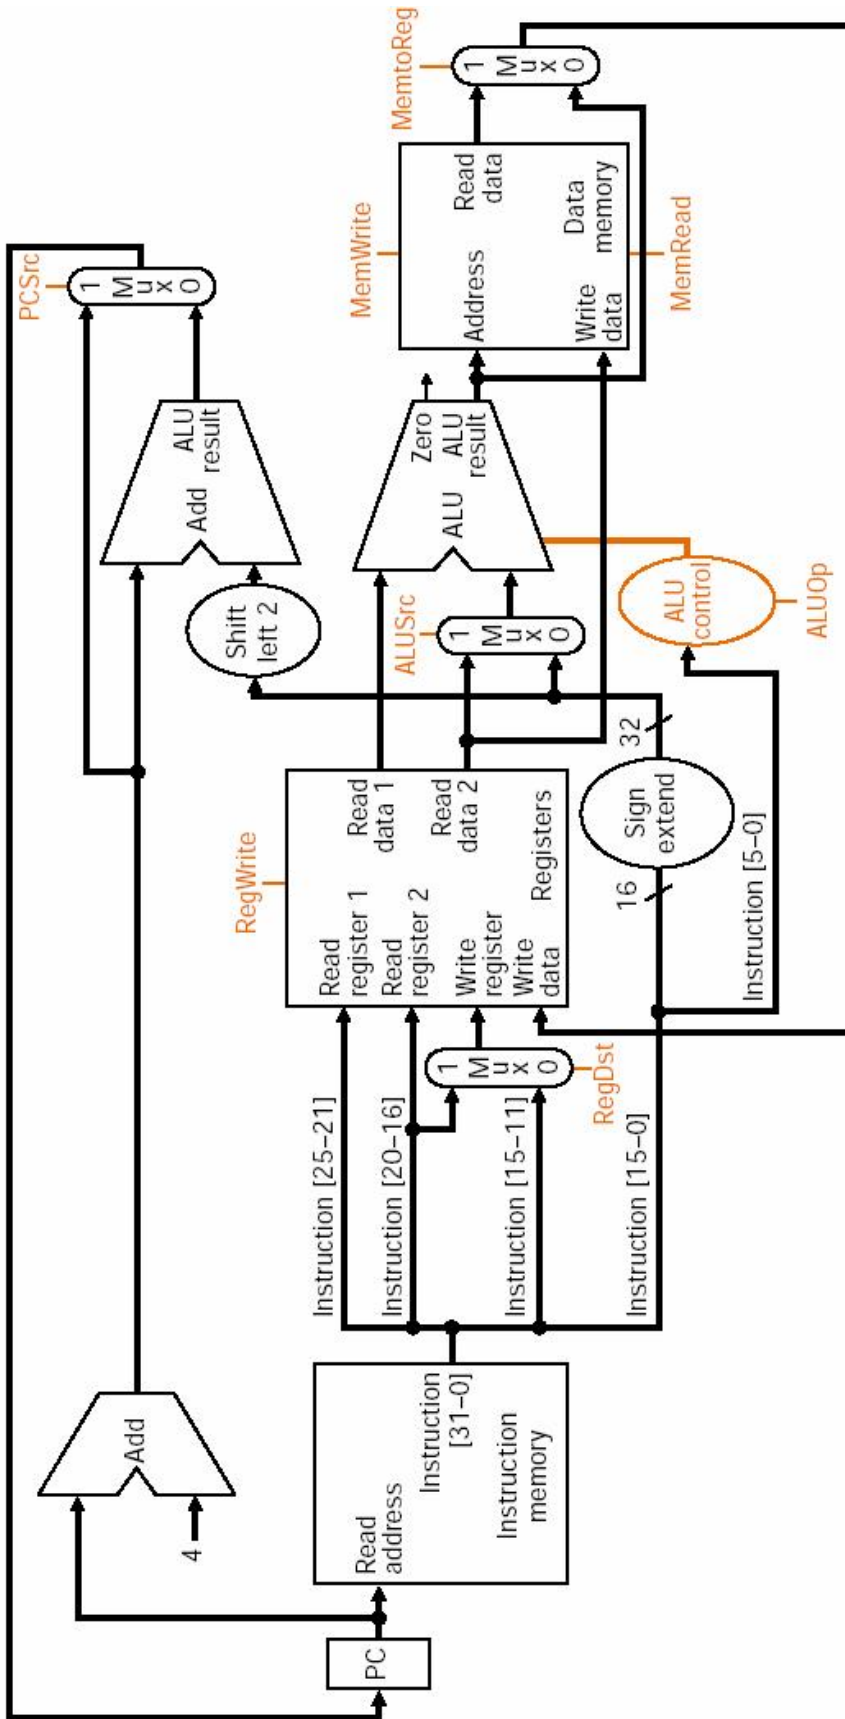 PCSrc
1
M
u
x
0
Add
4
Add
ALU
result
Shift
left 2
RegWrite
MemWrite
MemtoReg
PC
Read
address
Instruction
[31–0]
Instruction
memory
Instruction [25–21]
Instruction [20–16]
Instruction [15–11]
Instruction [15–0]
1
M
u
x
0
RegDst
Read
register 1
Read
register 2
Write
register
Write
data
Read
data 1
Read
data 2
Registers
ALUSrc
1
M
u
x
0
Zero
ALU
ALU
result
Address
Write
data
Read
data
Data
memory
MemRead
1
M
u
x
0
16
Sign
extend
32
Instruction [5–0]
ALU
control
ALUOp